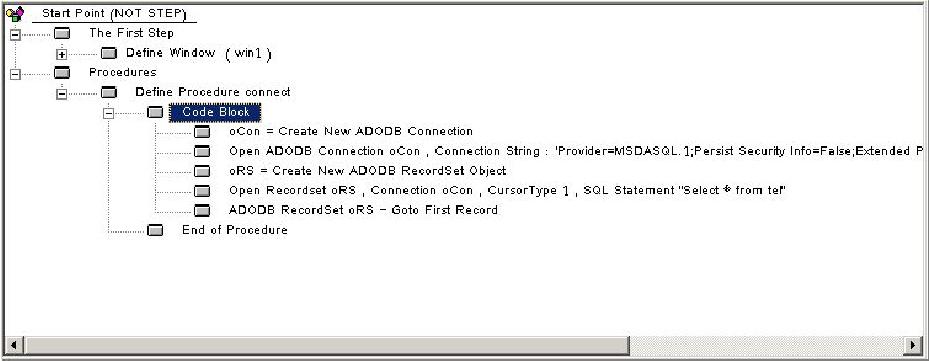 Start Point (NOT STEP)
The First Step
Define Window ( win1 )
Procedures
Define Procedure connect
Code Block
oCon = Create New ADODB Connection
Open ADODB Connection oCon , Connection String : 'Provider=MSDASQL.1;Persist Security Info=False;Extended P
oRS = Create New ADODB RecordSet Object
Open Recordset oRS , Connection oCon , CursorType 1 , SQL Statement "Select * from tel"
ADODB RecordSet oRS - Goto First Record
End of Procedure